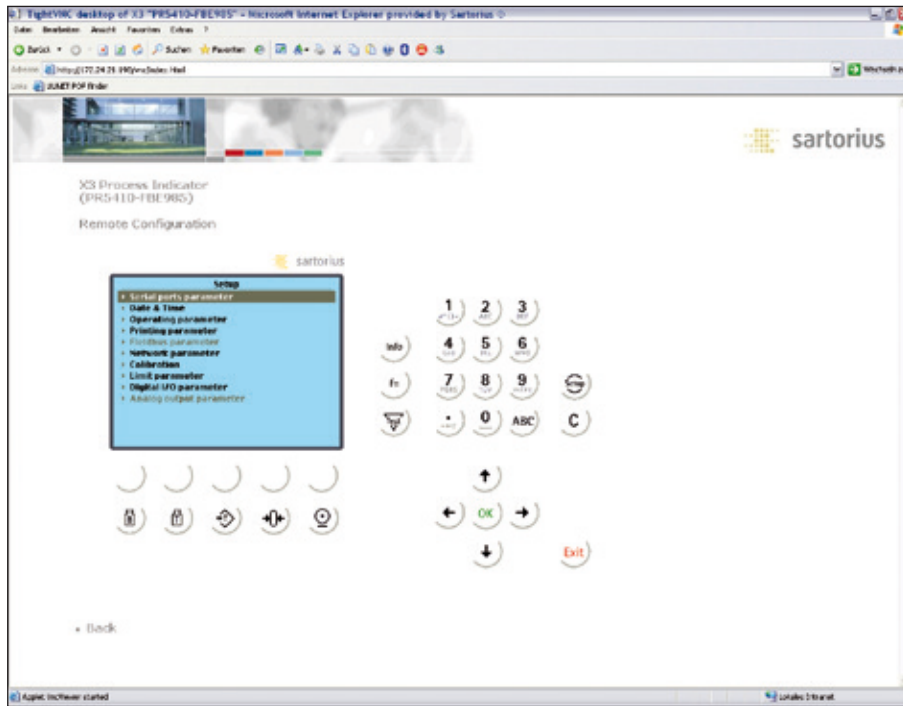 TightVNC desktop of X3 "PR5410-FBE985" - Microsoft Internet Explorer provided by Sartorius
Datei Bearbeiten Ansicht Favoriten Extras ?
Zurück Suchen Favoriten
Links UUNET POP Finder
sartorius
X3 Process Indicator
(PR5410-FBE985)
Remote Configuration
sartorius
Setup
Serial ports parameter
Date & Time
Operating parameter
Printing parameter
Fieldbus parameter
Network parameter
Calibration
Limit parameter
Digital I/O parameter
Analog output parameter
1 2 3
Info 4 5 6
7 8 9
. 0 ABC C
OK
Exit
Back
Applet VncViewer started
Lokales Intranet